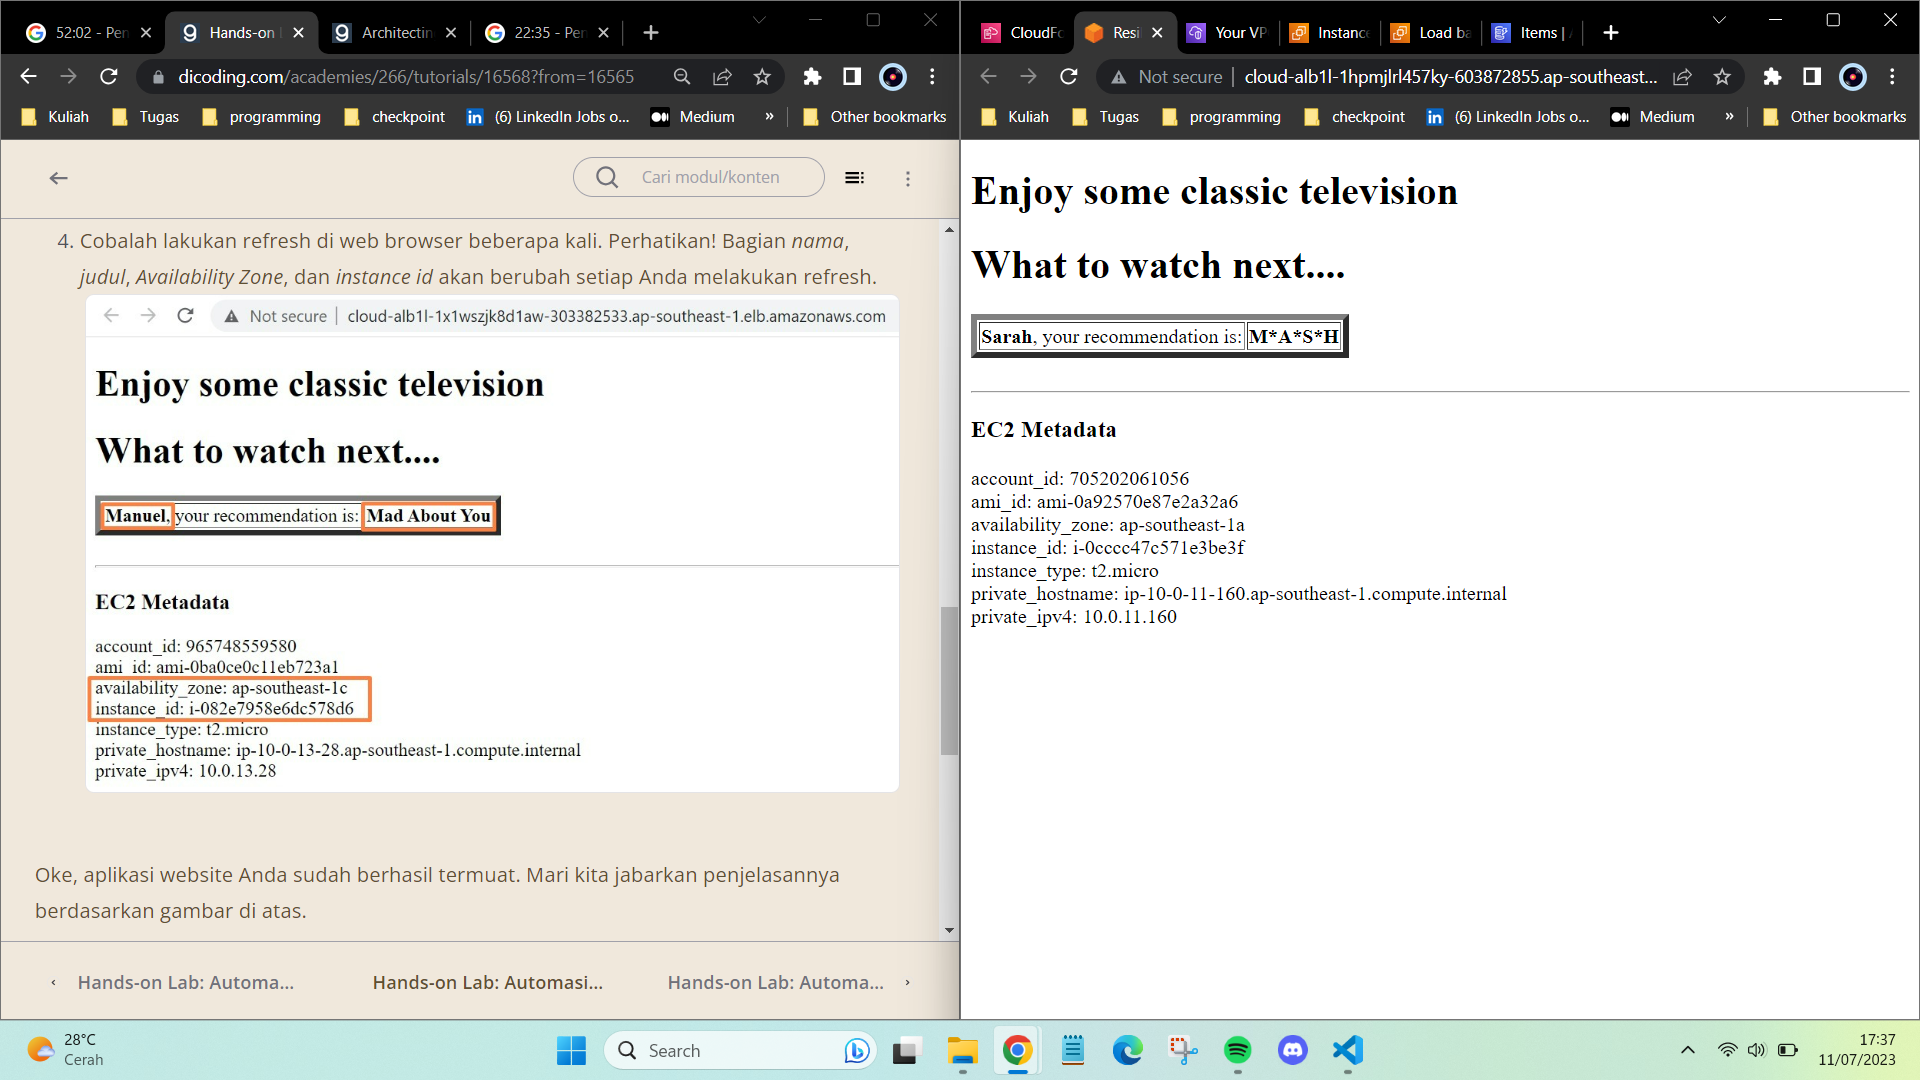 52:02 - Pen
Hands-on
Architectin
22:35 - Pen
dicoding.com/academies/266/tutorials/16568?from=16565
Kuliah
Tugas
programming
checkpoint
(6) LinkedIn Jobs o...
Medium
»
Other bookmarks
Cari modul/konten
4. Cobalah lakukan refresh di web browser beberapa kali. Perhatikan! Bagian nama,
judul, Availability Zone, dan instance id akan berubah setiap Anda melakukan refresh.
Not secure | cloud-alb1l-1x1wszjk8d1aw-303382533.ap-southeast-1.elb.amazonaws.com
Enjoy some classic television
What to watch next....
Manuel, your recommendation is: Mad About You
EC2 Metadata
account_id: 965748559580
ami_id: ami-0ba0ce0c11eb723a1
availability_zone: ap-southeast-1c
instance_id: i-082e7958e6dc578d6
instance_type: t2.micro
private_hostname: ip-10-0-13-28.ap-southeast-1.compute.internal
private_ipv4: 10.0.13.28
Oke, aplikasi website Anda sudah berhasil termuat. Mari kita jabarkan penjelasannya
berdasarkan gambar di atas.
Hands-on Lab: Automa...
Hands-on Lab: Automasi...
Hands-on Lab: Automa...
CloudFo
Resi
Your VP
Instance
Load ba
Items |
Not secure | cloud-alb1l-1hpmjlrl457ky-603872855.ap-southeast...
Kuliah
Tugas
programming
checkpoint
(6) LinkedIn Jobs o...
Medium
»
Other bookmarks
Enjoy some classic television
What to watch next....
Sarah, your recommendation is: M*A*S*H
EC2 Metadata
account_id: 705202061056
ami_id: ami-0a92570e87e2a32a6
availability_zone: ap-southeast-1a
instance_id: i-0cccc47c571e3be3f
instance_type: t2.micro
private_hostname: ip-10-0-11-160.ap-southeast-1.compute.internal
private_ipv4: 10.0.11.160
28°C
Cerah
Search
17:37
11/07/2023